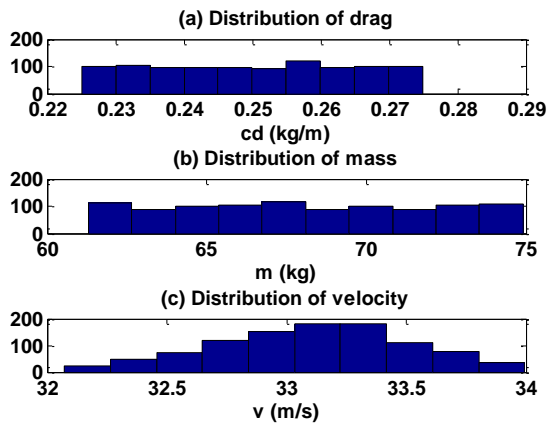 (a) Distribution of drag
200
100
0
0.22 0.23 0.24 0.25 0.26 0.27 0.28 0.29
cd (kg/m)
(b) Distribution of mass
200
100
0
60 65 70 75
m (kg)
(c) Distribution of velocity
200
100
0
32 32.5 33 33.5 34
v (m/s)